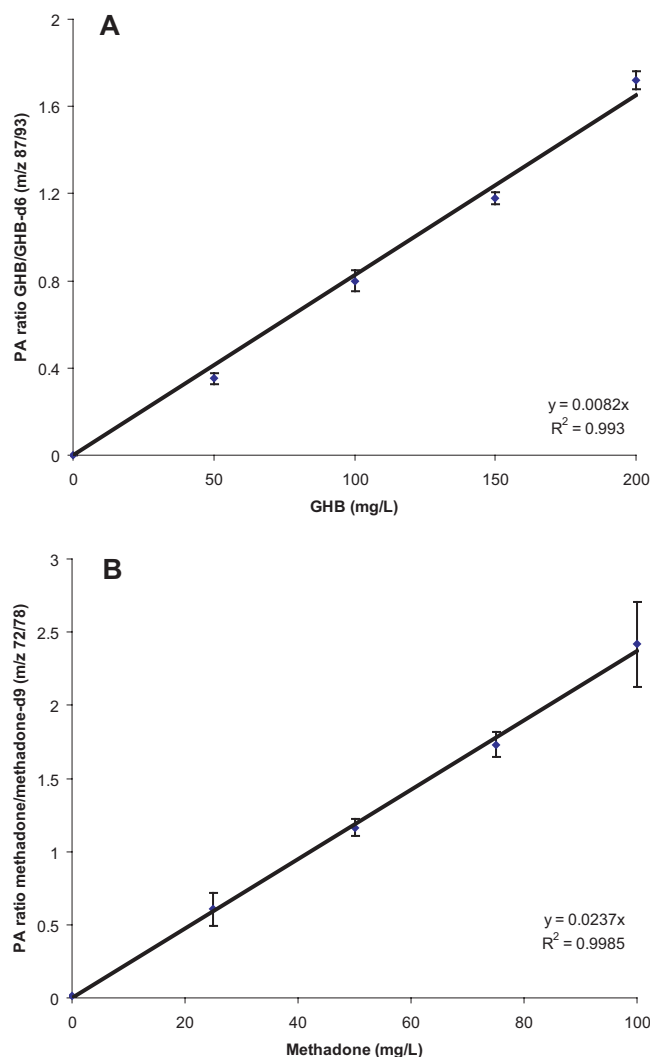 A
PA ratio GHB/GHB-d6 (m/z 87/93)
2
1.6
1.2
0.8
0.4
0
0
50
100
150
200
y = 0.0082x
R² = 0.993
GHB (mg/L)
B
PA ratio methadone/methadone-d9 (m/z 72/78)
3
2.5
2
1.5
1
0.5
0
0
20
40
60
80
100
y = 0.0237x
R² = 0.9985
Methadone (mg/L)